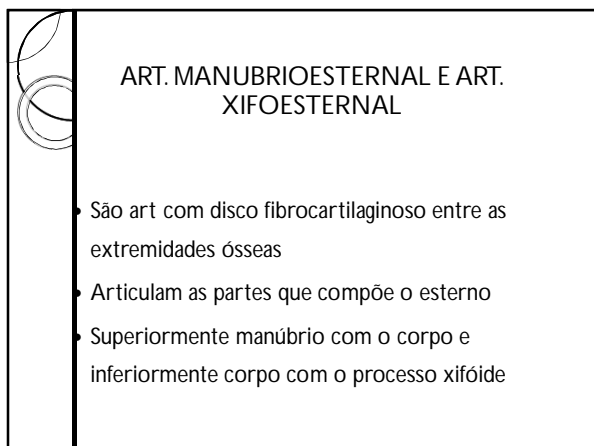 ART. MANUBRIOESTERNAL E ART.
XIFOESTERNAL
• São art com disco fibrocartilaginoso entre as
extremidades ósseas
• Articulam as partes que compõe o esterno
• Superiormente manúbrio com o corpo e
inferiormente corpo com o processo xifóide